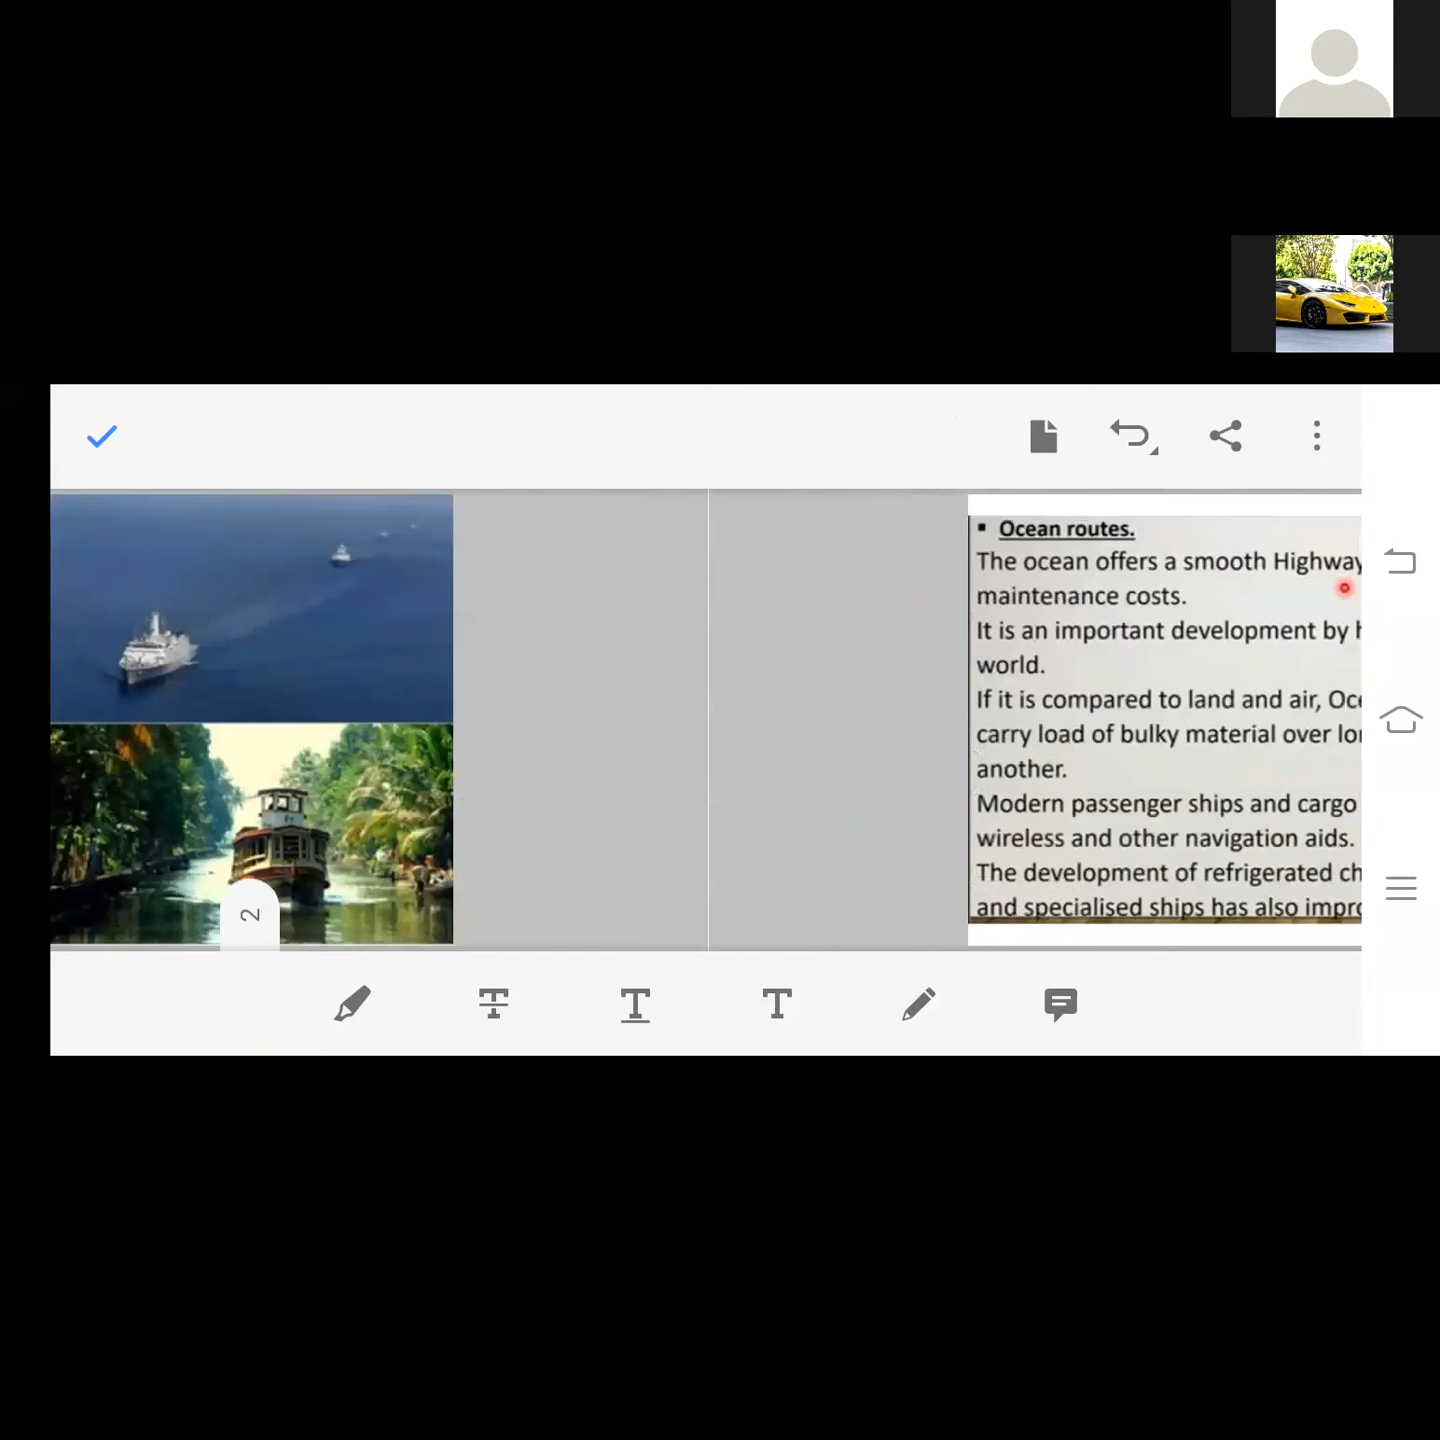 ▪ Ocean routes.
The ocean offers a smooth Highway
maintenance costs.
It is an important development by
world.
If it is compared to land and air,
carry load of bulky material over
another.
Modern passenger ships and cargo
wireless and other navigation aids.
The development of refrigerated
and specialised ships has also
2